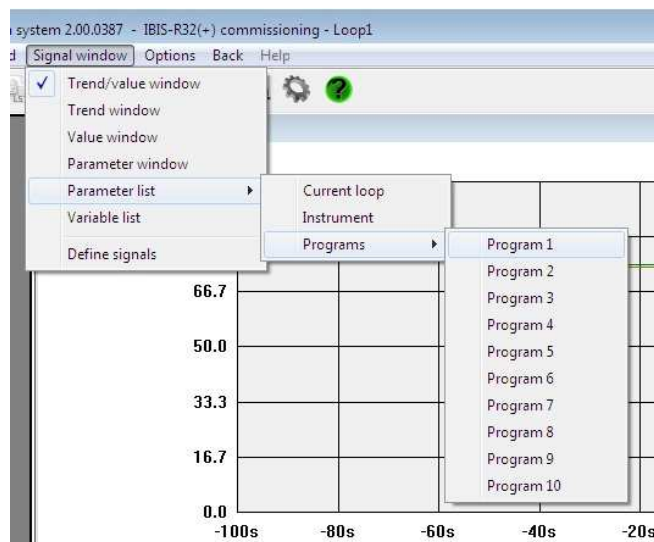 system 2.00.0387 - IBIS-R32(+) commissioning - Loop1
d Signal window Options Back Help
Trend/value window
Trend window
Value window
Parameter window
Parameter list
Variable list
Define signals
Current loop
Instrument
Programs
Program 1
Program 2
Program 3
Program 4
Program 5
Program 6
Program 7
Program 8
Program 9
Program 10
66.7
50.0
33.3
16.7
0.0
-100s -80s -60s -40s -20s